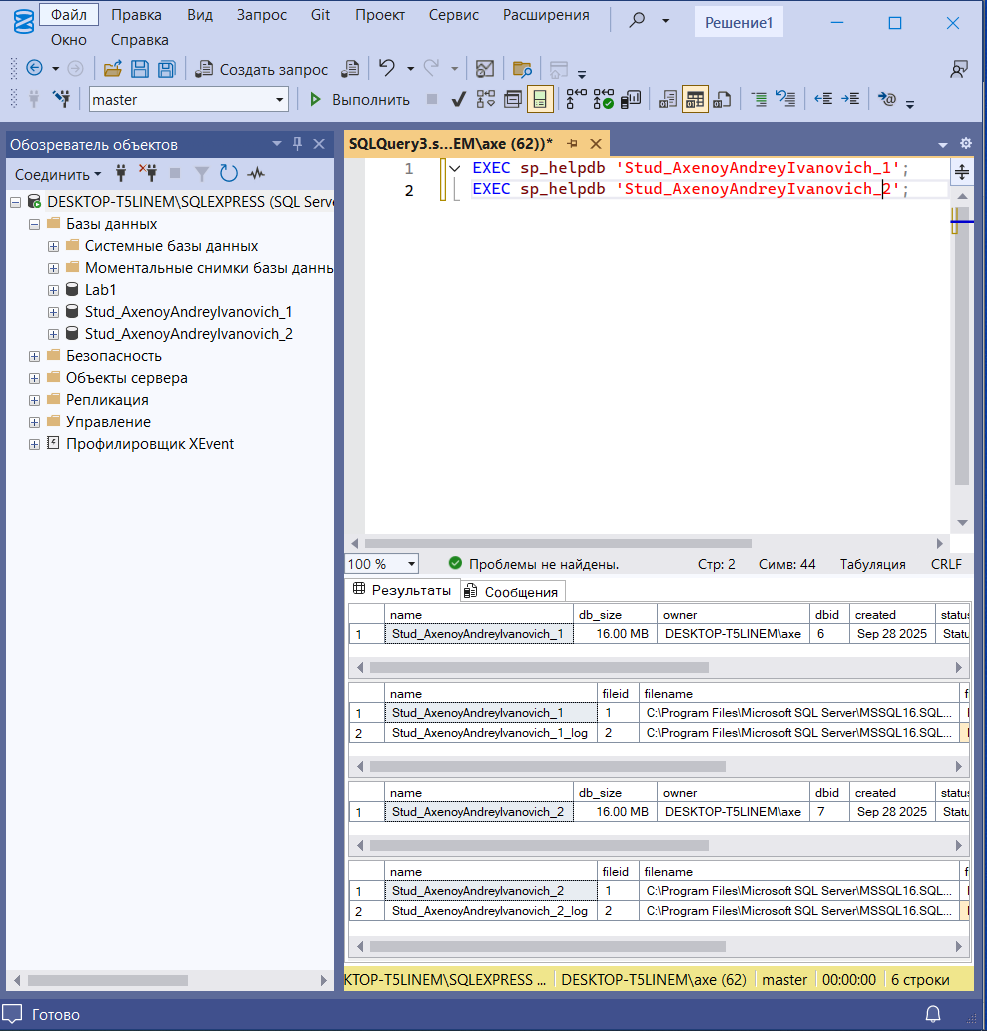 Файл Правка Вид Запрос Git Проект Сервис Расширения Решение1
Окно Справка
Создать запрос
master Выполнить
Обозреватель объектов
Соединить
DESKTOP-T5LINEM\SQLEXPRESS (SQL Serve
Базы данных
Системные базы данных
Моментальные снимки базы данны
Lab1
Stud_AxenoyAndreyIvanovich_1
Stud_AxenoyAndreyIvanovich_2
Безопасность
Объекты сервера
Репликация
Управление
Профилировщик XEvent
SQLQuery3.s...EM\axe (62))*
1 EXEC sp_helpdb 'Stud_AxenoyAndreyIvanovich_1';
2 EXEC sp_helpdb 'Stud_AxenoyAndreyIvanovich_2';
100 % Проблемы не найдены. Стр: 2 Симв: 44 Табуляция CRLF
Результаты Сообщения
name db_size owner dbid created status
1 Stud_AxenoyAndreyIvanovich_1 16.00 MB DESKTOP-T5LINEM\axe 6 Sep 28 2025 Statu
name fileid filename f
1 Stud_AxenoyAndreyIvanovich_1 1 C:\Program Files\Microsoft SQL Server\MSSQL16.SQL...
2 Stud_AxenoyAndreyIvanovich_1_log 2 C:\Program Files\Microsoft SQL Server\MSSQL16.SQL...
name db_size owner dbid created status
1 Stud_AxenoyAndreyIvanovich_2 16.00 MB DESKTOP-T5LINEM\axe 7 Sep 28 2025 Statu
name fileid filename f
1 Stud_AxenoyAndreyIvanovich_2 1 C:\Program Files\Microsoft SQL Server\MSSQL16.SQL...
2 Stud_AxenoyAndreyIvanovich_2_log 2 C:\Program Files\Microsoft SQL Server\MSSQL16.SQL...
KTOP-T5LINEM\SQLEXPRESS ... DESKTOP-T5LINEM\axe (62) master 00:00:00 6 строки
Готово